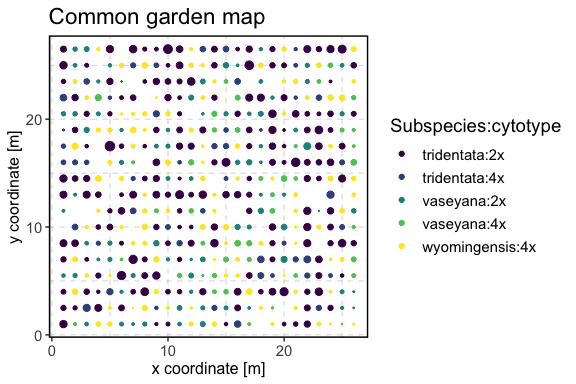 Common garden map
y coordinate [m]
20
10
0
0
10
20
x coordinate [m]
Subspecies:cytotype
tridentata:2x
tridentata:4x
vaseyana:2x
vaseyana:4x
wyomingensis:4x